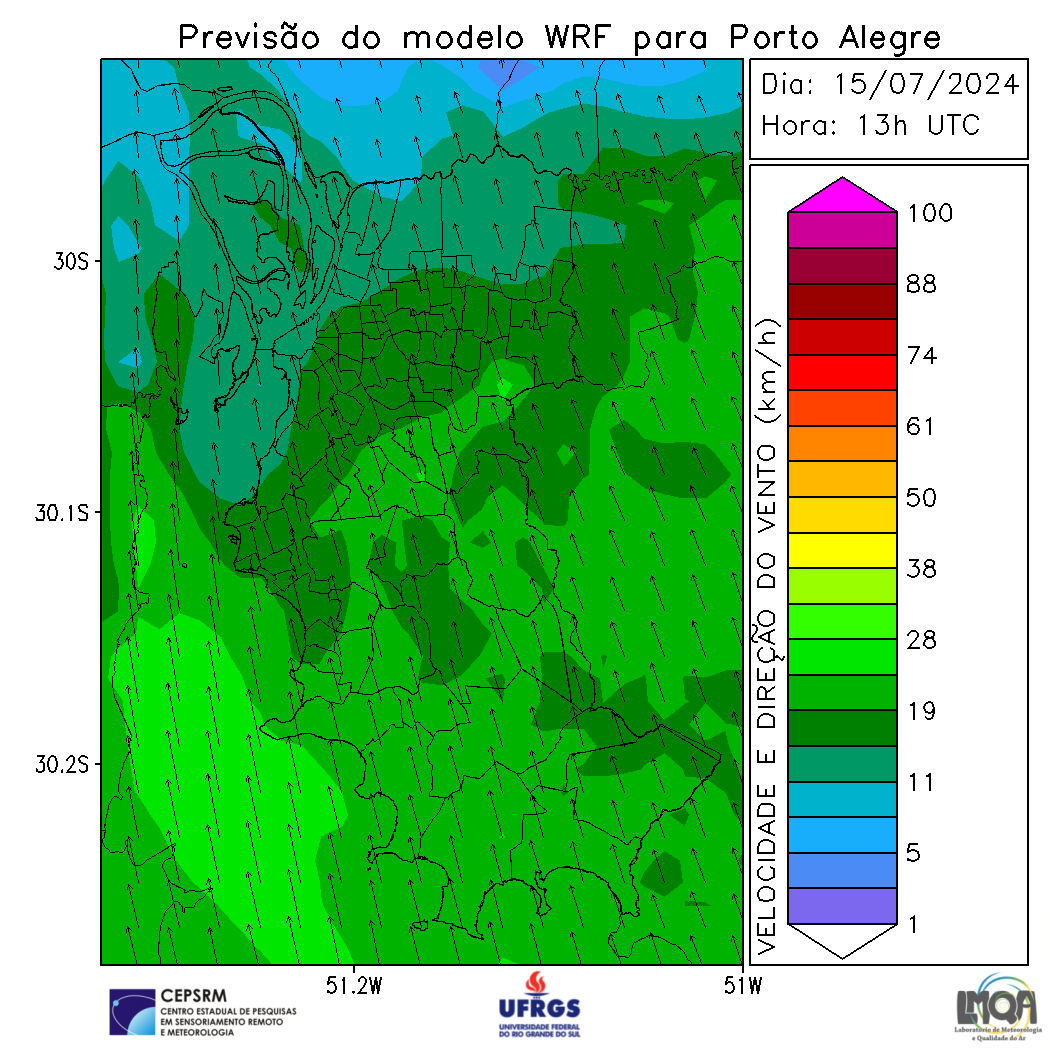 Previsão do modelo WRF para Porto Alegre
Dia: 15/07/2024
Hora: 13h UTC
VELOCIDADE E DIREÇÃO DO VENTO (km/h)
100
88
74
61
50
38
28
19
11
5
1
30S
30.1S
30.2S
51.2W
51W
CEPSRM
CENTRO ESTADUAL DE PESQUISAS
EM SENSORIAMENTO REMOTO
E METEOROLOGIA
UFRGS
UNIVERSIDADE FEDERAL
DO RIO GRANDE DO SUL
LMQA
Laboratório de Meteorologia
e Qualidade do Ar